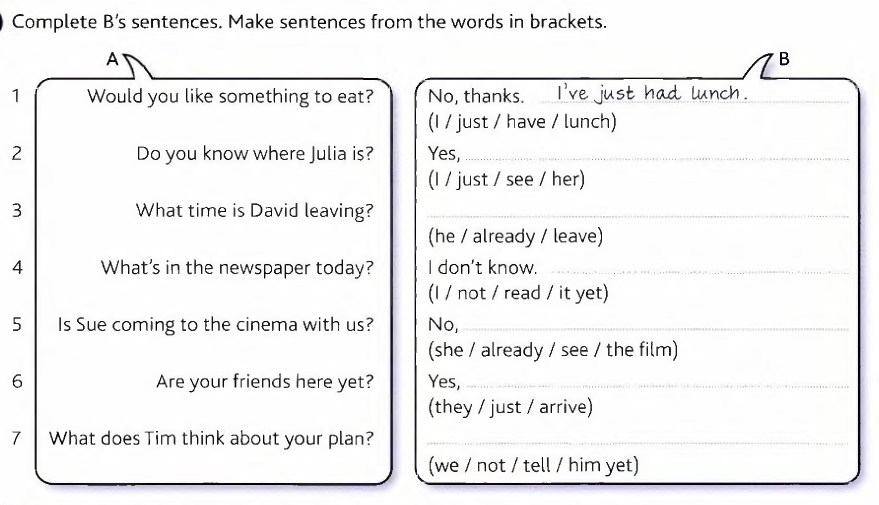 Complete B's sentences. Make sentences from the words in brackets.
A
B
1 Would you like something to eat?
No, thanks. I've just had lunch.
(I / just / have / lunch)
2 Do you know where Julia is?
Yes,
(I / just / see / her)
3 What time is David leaving?
(he / already / leave)
4 What's in the newspaper today?
I don't know.
(I / not / read / it yet)
5 Is Sue coming to the cinema with us?
No,
(she / already / see / the film)
6 Are your friends here yet?
Yes,
(they / just / arrive)
7 What does Tim think about your plan?
(we / not / tell / him yet)